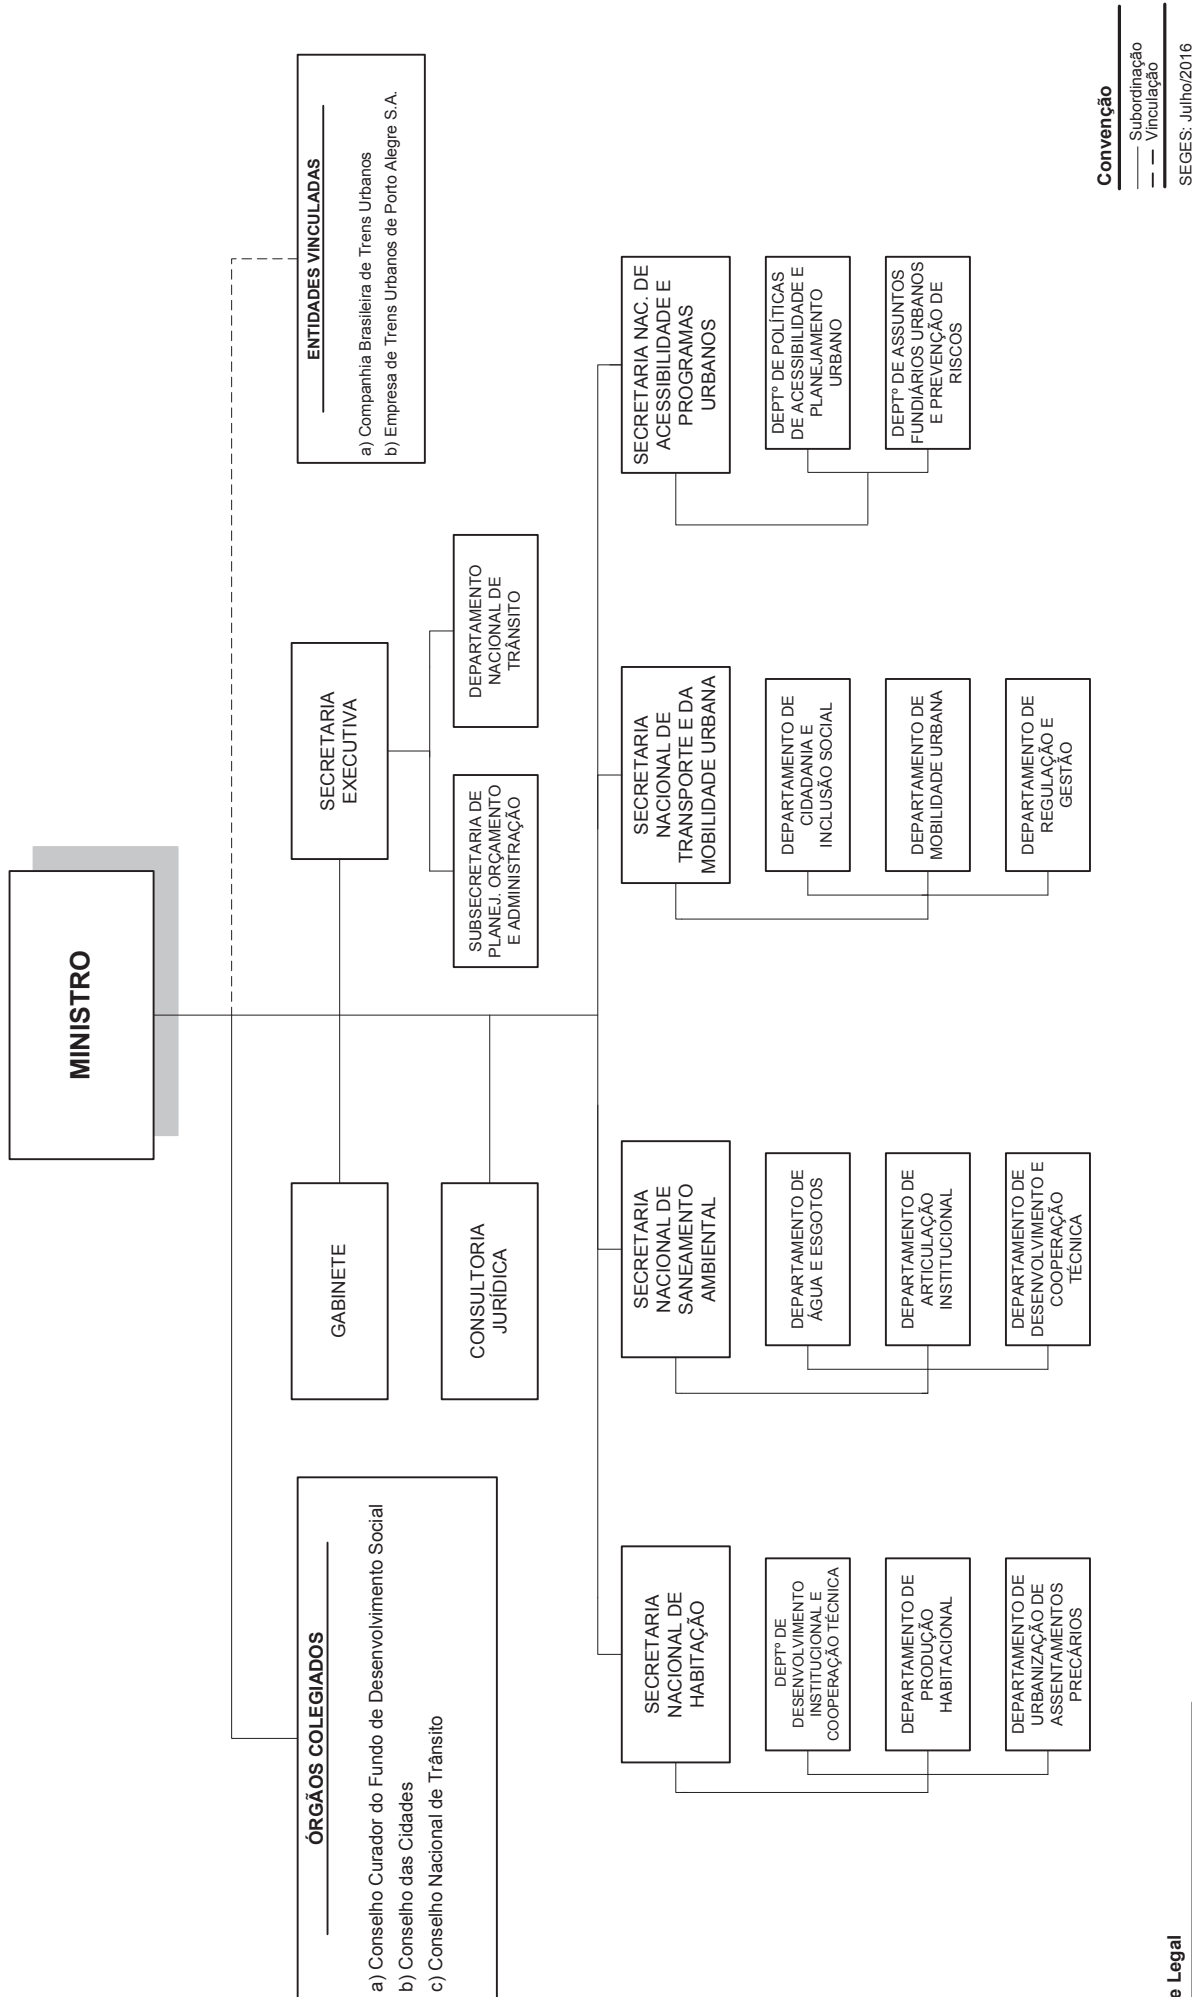 MINISTRO
ÓRGÃOS COLEGIADOS
a) Conselho Curador do Fundo de Desenvolvimento Social
b) Conselho das Cidades
c) Conselho Nacional de Trânsito
GABINETE
CONSULTORIA
JURÍDICA
SECRETARIA
EXECUTIVA
SUBSECRETARIA DE
PLANEJ. ORÇAMENTO
E ADMINISTRAÇÃO
DEPARTAMENTO
NACIONAL DE
TRÂNSITO
ENTIDADES VINCULADAS
a) Companhia Brasileira de Trens Urbanos
b) Empresa de Trens Urbanos de Porto Alegre S.A.
SECRETARIA
NACIONAL DE
HABITAÇÃO
DEPTº DE
DESENVOLVIMENTO
INSTITUCIONAL E
COOPERAÇÃO TÉCNICA
DEPARTAMENTO DE
PRODUÇÃO
HABITACIONAL
DEPARTAMENTO DE
URBANIZAÇÃO DE
ASSENTAMENTOS
PRECÁRIOS
SECRETARIA
NACIONAL DE
SANEAMENTO
AMBIENTAL
DEPARTAMENTO DE
ÁGUA E ESGOTOS
DEPARTAMENTO DE
ARTICULAÇÃO
INSTITUCIONAL
DEPARTAMENTO DE
DESENVOLVIMENTO E
COOPERAÇÃO
TÉCNICA
SECRETARIA
NACIONAL DE
TRANSPORTE E DA
MOBILIDADE URBANA
DEPARTAMENTO DE
CIDADANIA E
INCLUSÃO SOCIAL
DEPARTAMENTO DE
MOBILIDADE URBANA
DEPARTAMENTO DE
REGULAÇÃO E
GESTÃO
SECRETARIA NAC. DE
ACESSIBILIDADE E
PROGRAMAS
URBANOS
DEPTº DE POLÍTICAS
DE ACESSIBILIDADE E
PLANEJAMENTO
URBANO
DEPTº DE ASSUNTOS
FUNDIÁRIOS URBANOS
E PREVENÇÃO DE
RISCOS
e Legal
Convenção
Subordinação
Vinculação
SEGES: Julho/2016